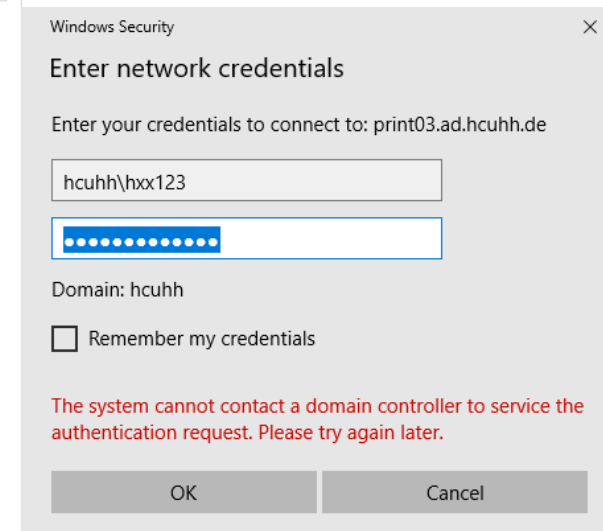 Windows Security
Enter network credentials
Enter your credentials to connect to: print03.ad.hcuhh.de
hcuhh\hxx123
●●●●●●●●●●●●●
Domain: hcuhh
Remember my credentials
The system cannot contact a domain controller to service the
authentication request. Please try again later.
OK
Cancel